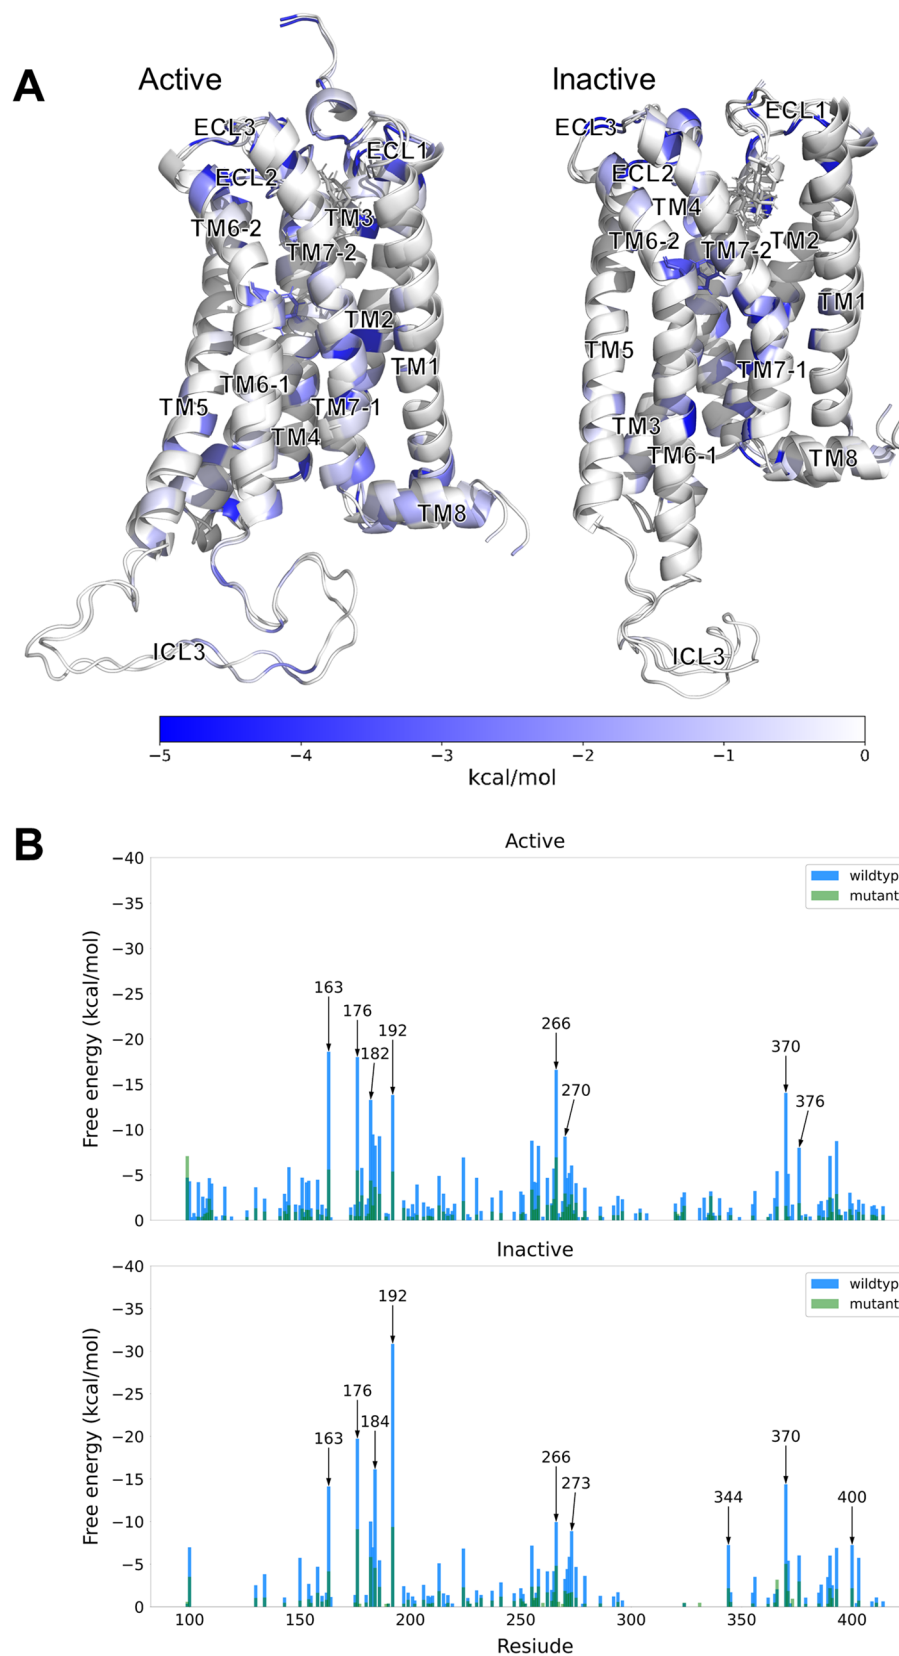 A
Active
Inactive
ECL3
ECL1
ECL2
TM3
TM6-2
TM7-2
TM2
TM1
TM6-1
TM5
TM7-1
TM4
TM8
ICL3
ECL3
ECL1
ECL2
TM4
TM6-2
TM7-2
TM2
TM1
TM5
TM7-1
TM3
TM6-1
TM8
ICL3
−5 −4 −3 −2 −1 0
kcal/mol
B
Active
Free energy (kcal/mol)
−40
−35
−30
−25
−20
−15
−10
−5
0
wildtyp
mutant
163
176
182
192
266
270
370
376
Inactive
Free energy (kcal/mol)
−40
−35
−30
−25
−20
−15
−10
−5
0
wildtyp
mutant
192
176
184
163
266
273
344
370
400
100 150 200 250 300 350 400
Resiude